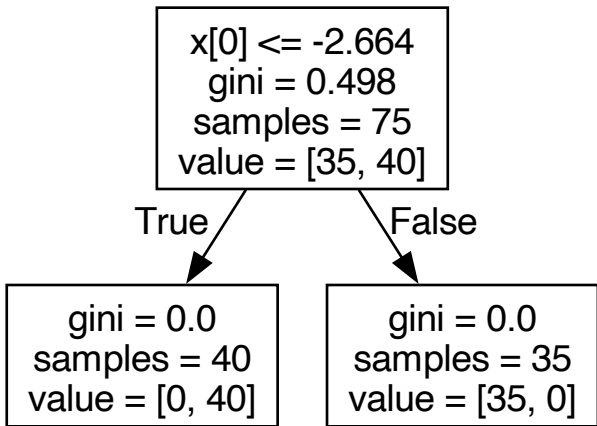 x[0] <= -2.664
gini = 0.498
samples = 75
value = [35, 40]
True
False
gini = 0.0
samples = 40
value = [0, 40]
gini = 0.0
samples = 35
value = [35, 0]